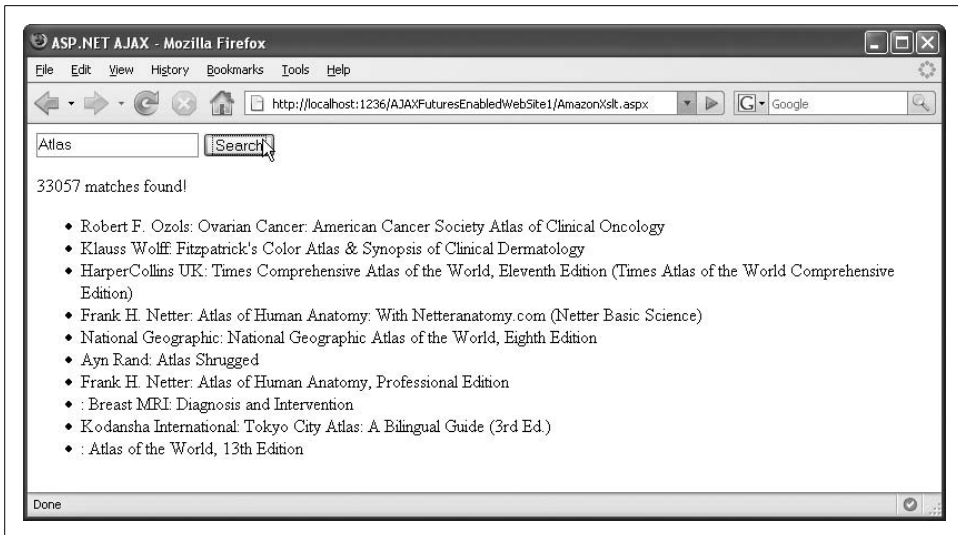 ASP.NET AJAX - Mozilla Firefox
File Edit View History Bookmarks Tools Help
http://localhost:1236/AJAXFuturesEnabledWebSite1/AmazonXslt.aspx
G Google
Atlas Search
33057 matches found!
• Robert F. Ozols: Ovarian Cancer: American Cancer Society Atlas of Clinical Oncology
• Klauss Wolff: Fitzpatrick's Color Atlas & Synopsis of Clinical Dermatology
• HarperCollins UK: Times Comprehensive Atlas of the World, Eleventh Edition (Times Atlas of the World Comprehensive
Edition)
• Frank H. Netter: Atlas of Human Anatomy: With Netteranatomy.com (Netter Basic Science)
• National Geographic: National Geographic Atlas of the World, Eighth Edition
• Ayn Rand: Atlas Shrugged
• Frank H. Netter: Atlas of Human Anatomy, Professional Edition
• : Breast MRI: Diagnosis and Intervention
• Kodansha International: Tokyo City Atlas: A Bilingual Guide (3rd Ed.)
• : Atlas of the World, 13th Edition
Done